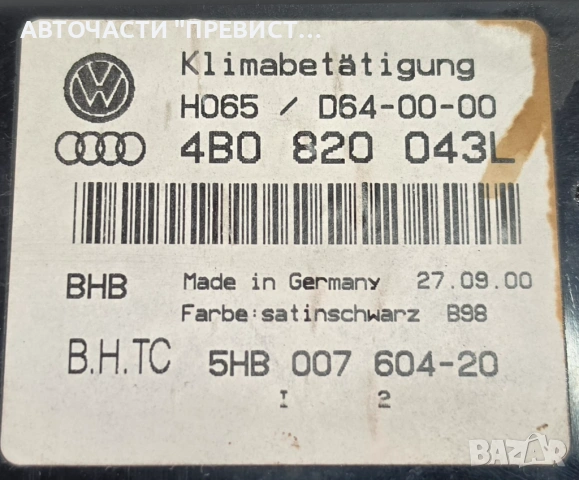 АВТОЧАСТИ "ПРЕВИСТ...
Klimabetätigung
H065 / D64-00-00
4B0 820 043L
BHB
Made in Germany 27.09.00
Farbe:satinschwarz B98
B.H.TC 5HB 007 604-20
I 2
BAZAR